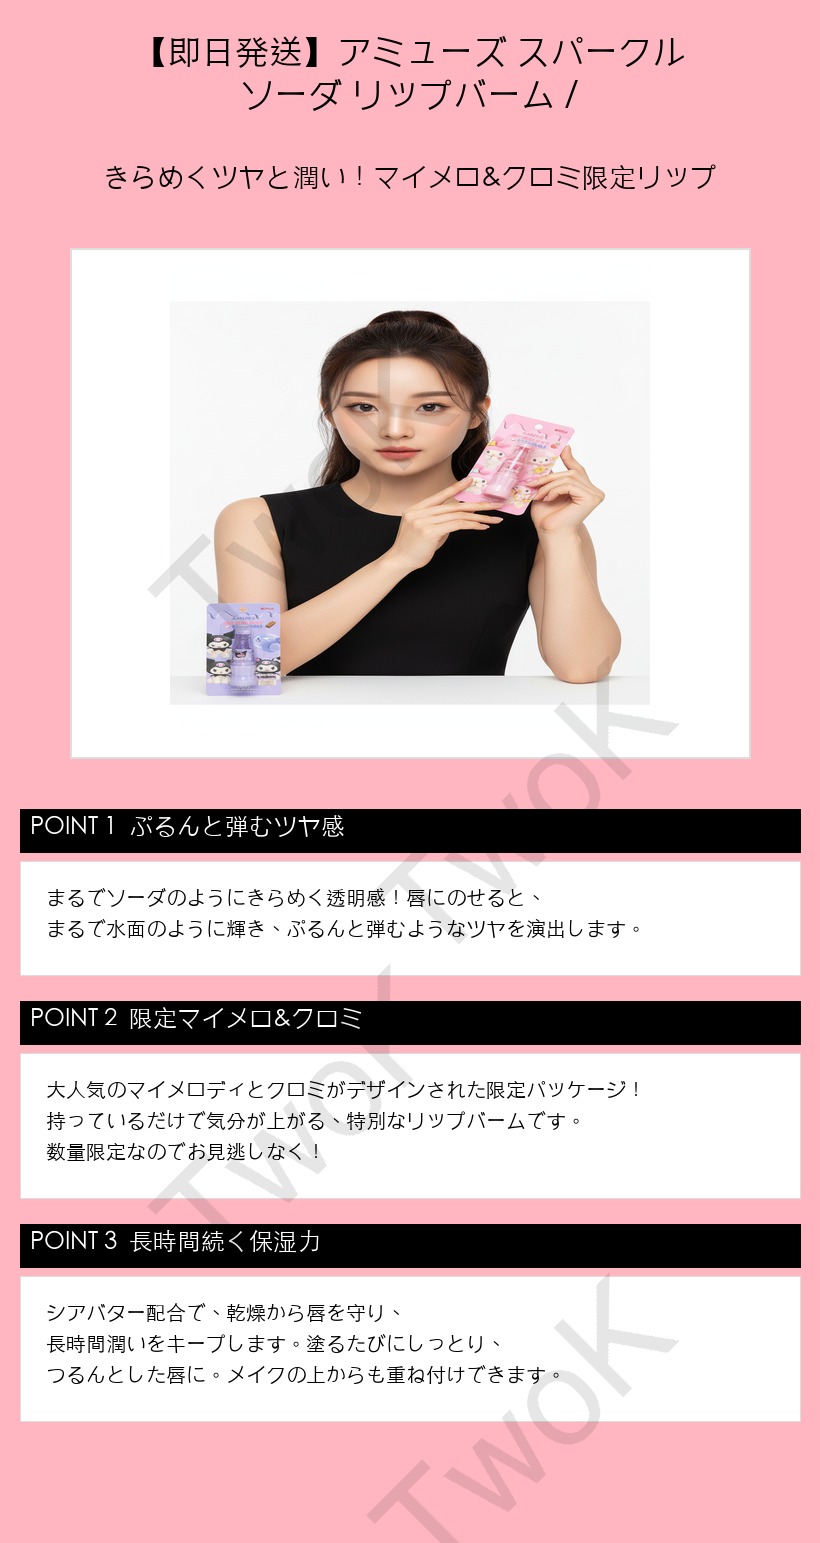 【即日発送】アミューズ スパークル
ソーダ リップバーム /
きらめくツヤと潤い！マイメロ&クロミ限定リップ
TwoK
TwoK
POINT 1 ぷるんと弾むツヤ感
まるでソーダのようにきらめく透明感！唇にのせると、
まるで水面のように輝き、ぷるんと弾むようなツヤを演出します。
POINT 2 限定マイメロ&クロミ
大人気のマイメロディとクロミがデザインされた限定パッケージ！
持っているだけで気分が上がる、特別なリップバームです。
数量限定なのでお見逃しなく！
TwoK
POINT 3 長時間続く保湿力
シアバター配合で、乾燥から唇を守り、
長時間潤いをキープします。塗るたびにしっとり、
つるんとした唇に。メイクの上からも重ね付けできます。
TwoK